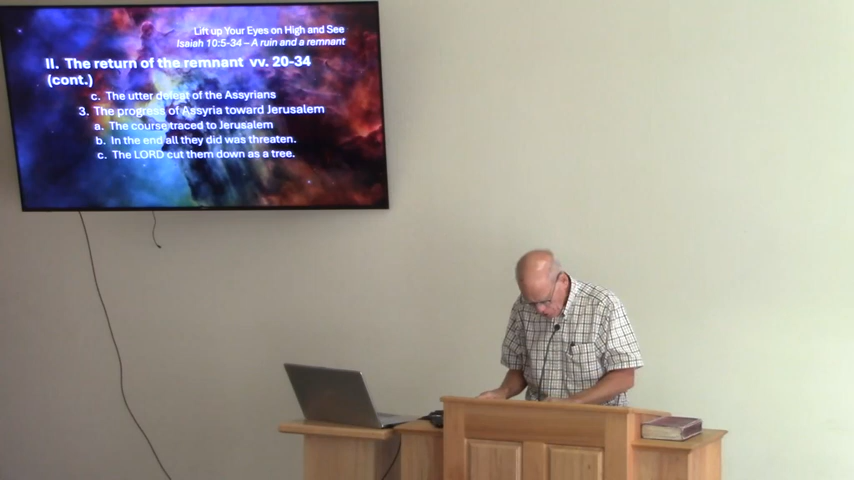 Lift up Your Eyes on High and See
Isaiah 10:5-34 – A ruin and a remnant
II. The return of the remnant vv. 20-34
(cont.)
c. The utter defeat of the Assyrians
3. The progress of Assyria toward Jerusalem
a. The course traced to Jerusalem
b. In the end all they did was threaten.
c. The LORD cut them down as a tree.